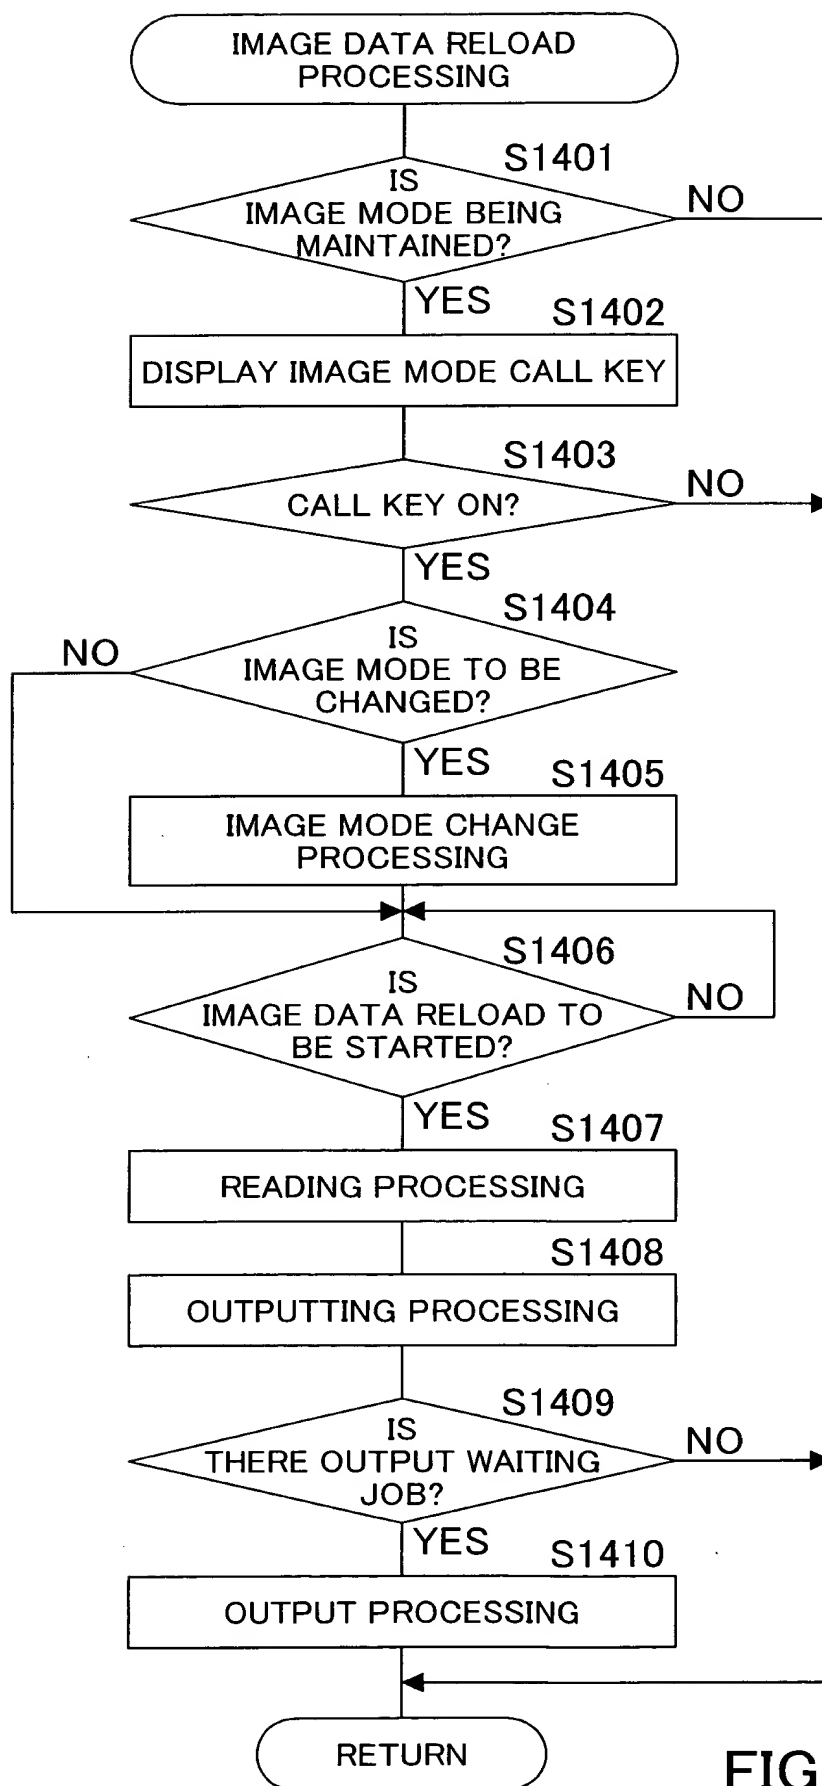 IMAGE DATA RELOAD
PROCESSING
S1401
IS
IMAGE MODE BEING
MAINTAINED?
NO
YES
S1402
DISPLAY IMAGE MODE CALL KEY
S1403
CALL KEY ON?
NO
YES
S1404
IS
IMAGE MODE TO BE
CHANGED?
NO
YES
S1405
IMAGE MODE CHANGE
PROCESSING
S1406
IS
IMAGE DATA RELOAD TO
BE STARTED?
NO
YES
S1407
READING PROCESSING
S1408
OUTPUTTING PROCESSING
S1409
IS
THERE OUTPUT WAITING
JOB?
NO
YES
S1410
OUTPUT PROCESSING
RETURN
FIG